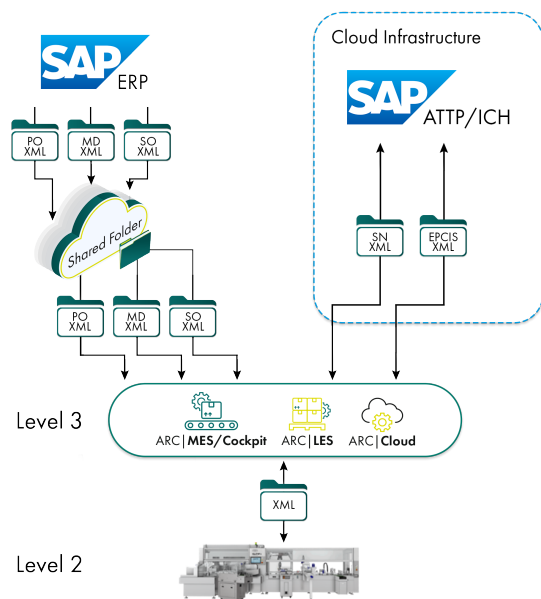 SAP
ERP
Cloud Infrastructure
SAP
ATTP/ICH
PO
XML
MD
XML
SO
XML
Shared Folder
SN
XML
EPCIS
XML
PO
XML
MD
XML
SO
XML
Level 3
ARC|MES/Cockpit
ARC|LES
ARC|Cloud
XML
Level 2